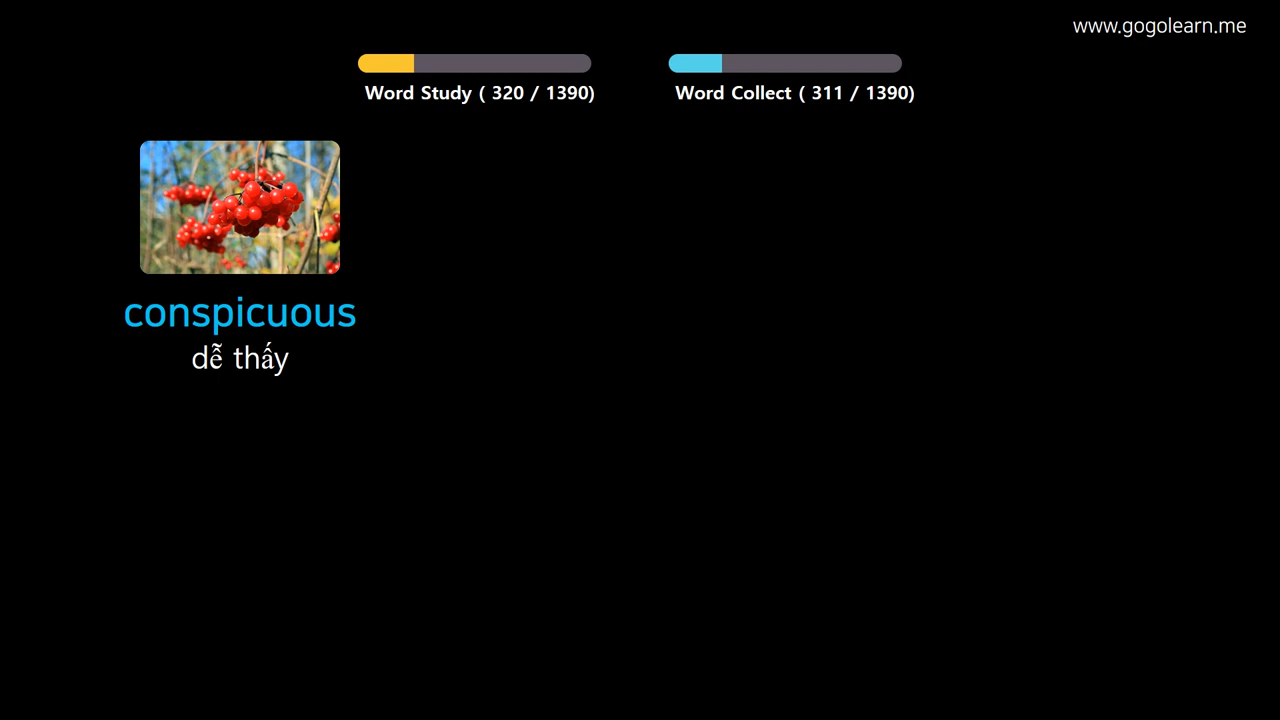 www.gogolearn.me
Word Study ( 320 / 1390)
Word Collect ( 311 / 1390)
conspicuous
dễ thấy